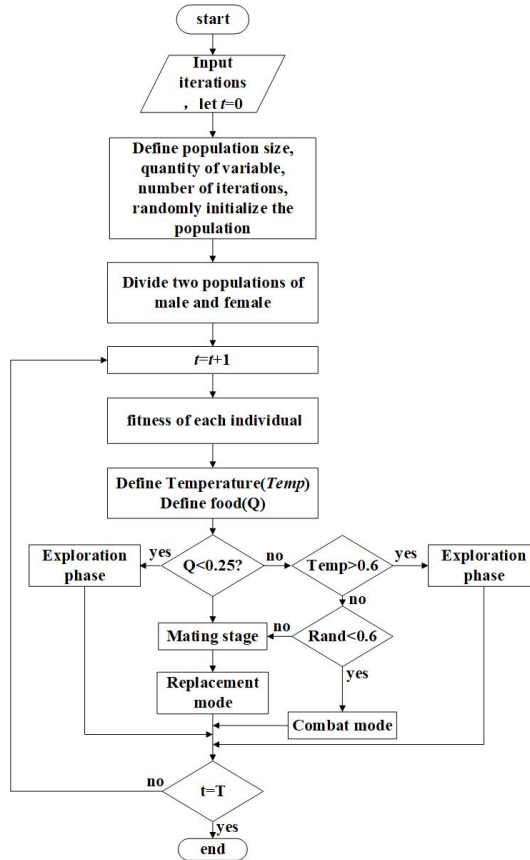 start
Input
iterations
, let t=0
Define population size,
quantity of variable,
number of iterations,
randomly initialize the
population
Divide two populations of
male and female
t=t+1
fitness of each individual
Define Temperature(Temp)
Define food(Q)
Exploration
phase
yes
Q<0.25?
no
Temp>0.6
yes
Exploration
phase
no
Mating stage
no
Rand<0.6
yes
Replacement
mode
Combat mode
no
t=T
yes
end